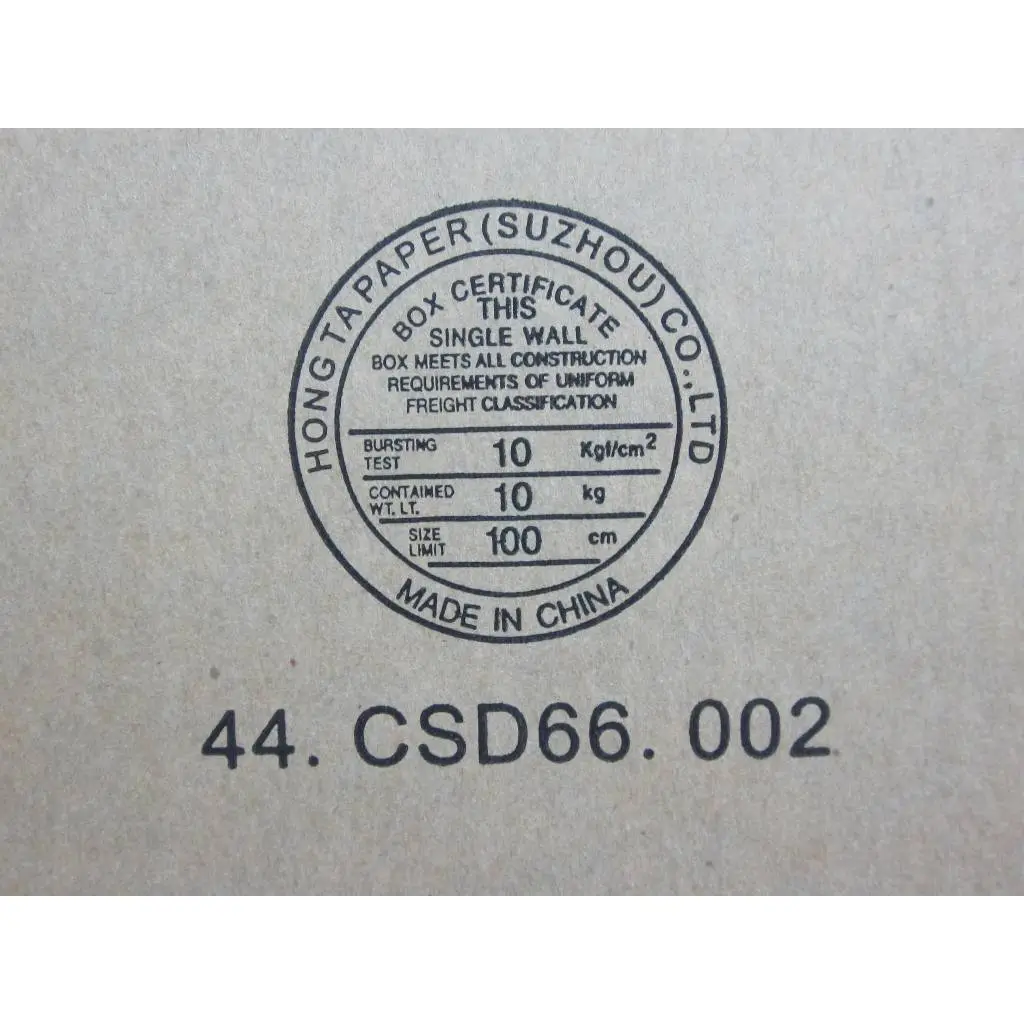 HONG TA PAPER (SUZHOU) CO.,LTD
BOX CERTIFICATE
THIS
SINGLE WALL
BOX MEETS ALL CONSTRUCTION
REQUIREMENTS OF UNIFORM
FREIGHT CLASSIFICATION
BURSTING TEST 10 Kgf/cm²
CONTAINED WT. LT. 10 kg
SIZE LIMIT 100 cm
MADE IN CHINA
44. CSD66. 002